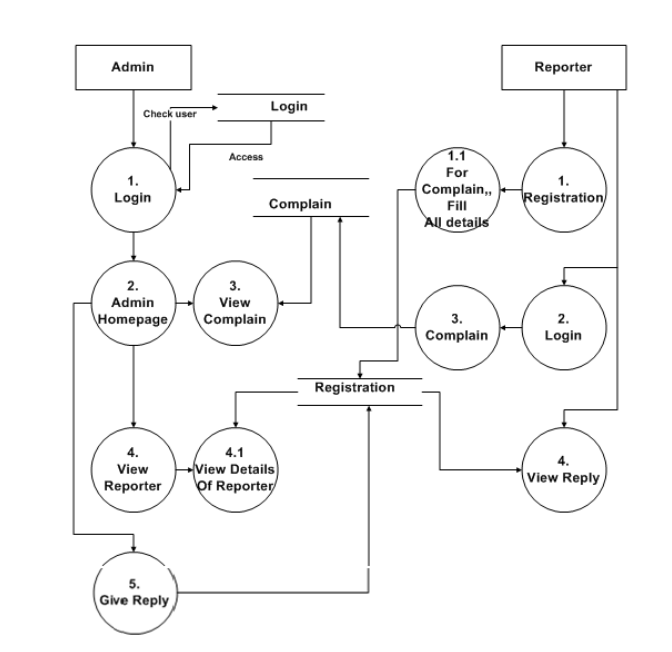 Admin
Reporter
Check user
Login
Access
1.
Login
1.1
For
Complain,,
Fill
All details
1.
Registration
Complain
2.
Admin
Homepage
3.
View
Complain
3.
Complain
2.
Login
Registration
4.
View
Reporter
4.1
View Details
Of Reporter
4.
View Reply
5.
Give Reply